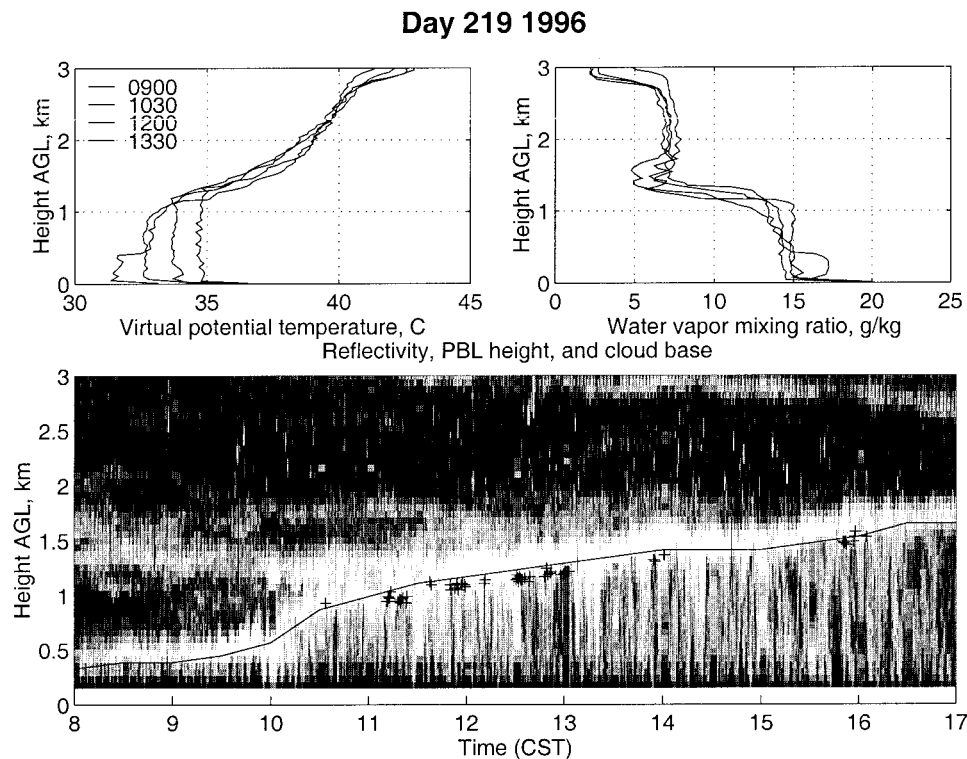 Day 219 1996
3
2
1
0
Height AGL, km
0900
1030
1200
1330
30 35 40 45
Virtual potential temperature, C
3
2
1
0
Height AGL, km
0 5 10 15 20 25
Water vapor mixing ratio, g/kg
Reflectivity, PBL height, and cloud base
3
2.5
2
1.5
1
0.5
0
Height AGL, km
8 9 10 11 12 13 14 15 16 17
Time (CST)